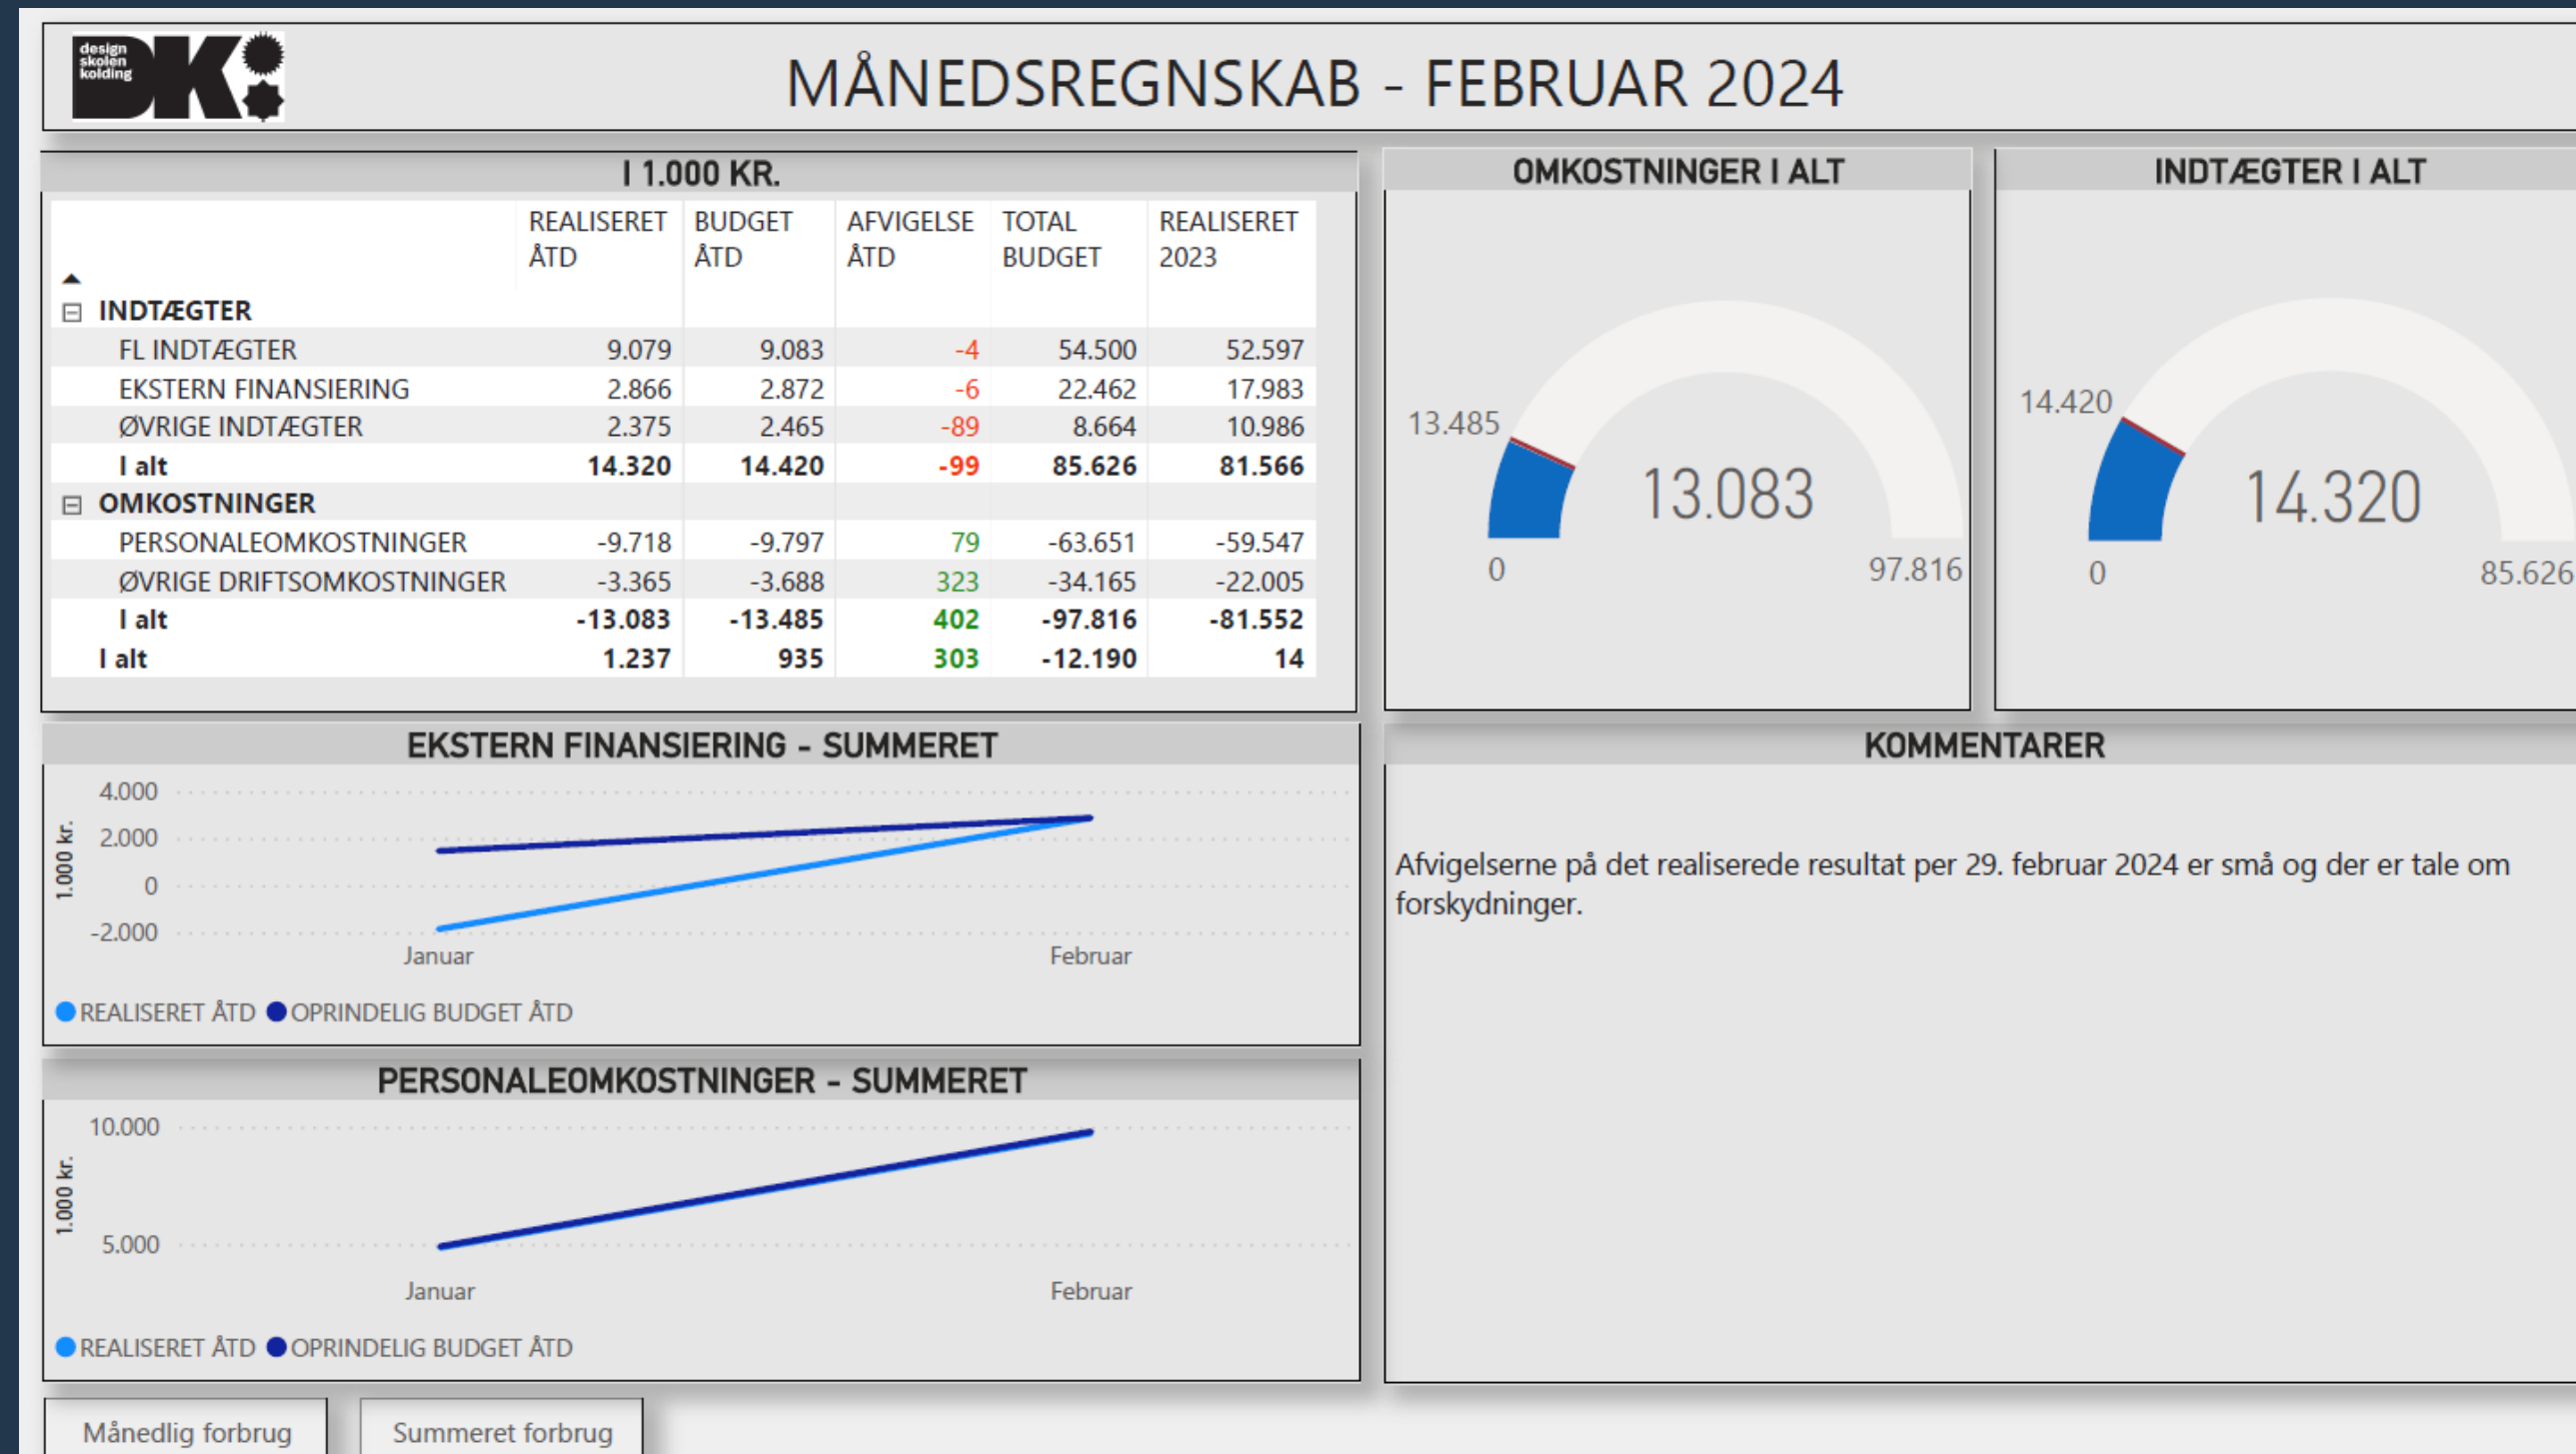 design
skolen
kolding
DK:
MÅNEDSREGNSKAB - FEBRUAR 2024
I 1.000 KR.
REALISERET ÅTD BUDGET ÅTD AFVIGELSE ÅTD TOTAL BUDGET REALISERET 2023
INDTÆGTER
FL INDTÆGTER 9.079 9.083 -4 54.500 52.597
EKSTERN FINANSIERING 2.866 2.872 -6 22.462 17.983
ØVRIGE INDTÆGTER 2.375 2.465 -89 8.664 10.986
I alt 14.320 14.420 -99 85.626 81.566
OMKOSTNINGER
PERSONALEOMKOSTNINGER -9.718 -9.797 79 -63.651 -59.547
ØVRIGE DRIFTSOMKOSTNINGER -3.365 -3.688 323 -34.165 -22.005
I alt -13.083 -13.485 402 -97.816 -81.552
I alt 1.237 935 303 -12.190 14
OMKOSTNINGER I ALT
13.485
13.083
0 97.816
INDTÆGTER I ALT
14.420
14.320
0 85.626
EKSTERN FINANSIERING - SUMMERET
1.000 kr.
4.000
2.000
0
-2.000
Januar Februar
REALISERET ÅTD OPRINDELIG BUDGET ÅTD
KOMMENTARER
Afvigelserne på det realiserede resultat per 29. februar 2024 er små og der er tale om
forskydninger.
PERSONALEOMKOSTNINGER - SUMMERET
1.000 kr.
10.000
5.000
Januar Februar
REALISERET ÅTD OPRINDELIG BUDGET ÅTD
Månedlig forbrug Summeret forbrug